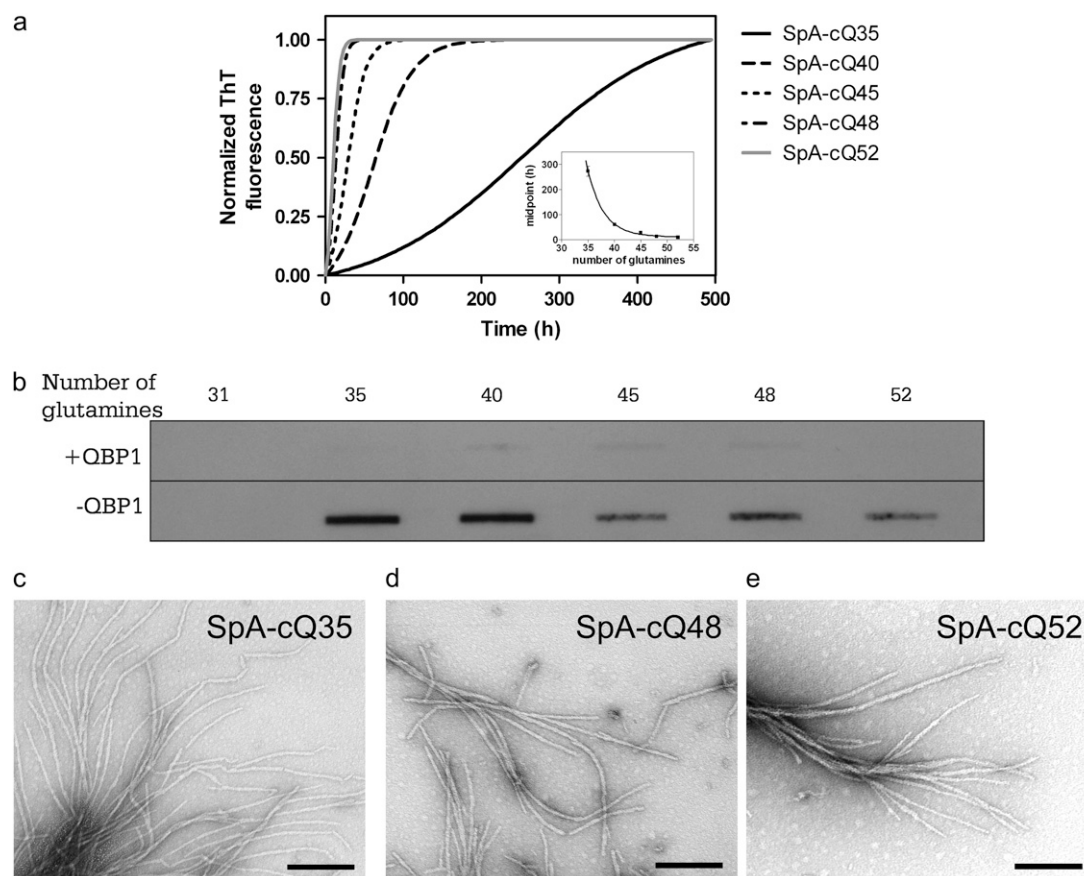 a
1.00
0.75
0.50
0.25
0.00
Normalized ThT
fluorescence
0 100 200 300 400 500
Time (h)
300
200
100
0
midpoint (h)
30 35 40 45 50 55
number of glutamines
SpA-cQ35
SpA-cQ40
SpA-cQ45
SpA-cQ48
SpA-cQ52
b
Number of
glutamines
31 35 40 45 48 52
+QBP1
-QBP1
c
SpA-cQ35
d
SpA-cQ48
e
SpA-cQ52